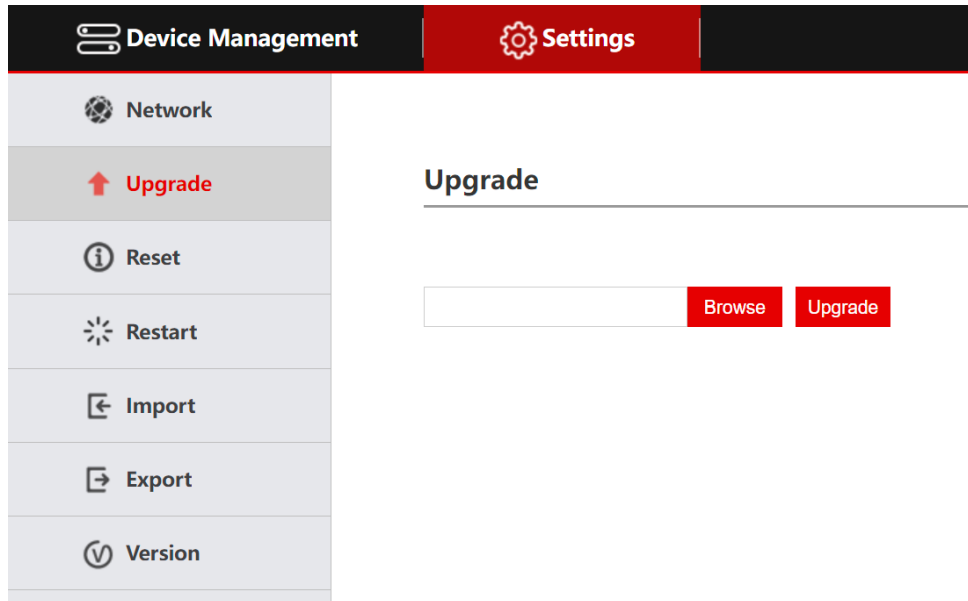 Device Management
Settings
Network
Upgrade
Reset
Restart
Import
Export
Version
Upgrade
Browse
Upgrade